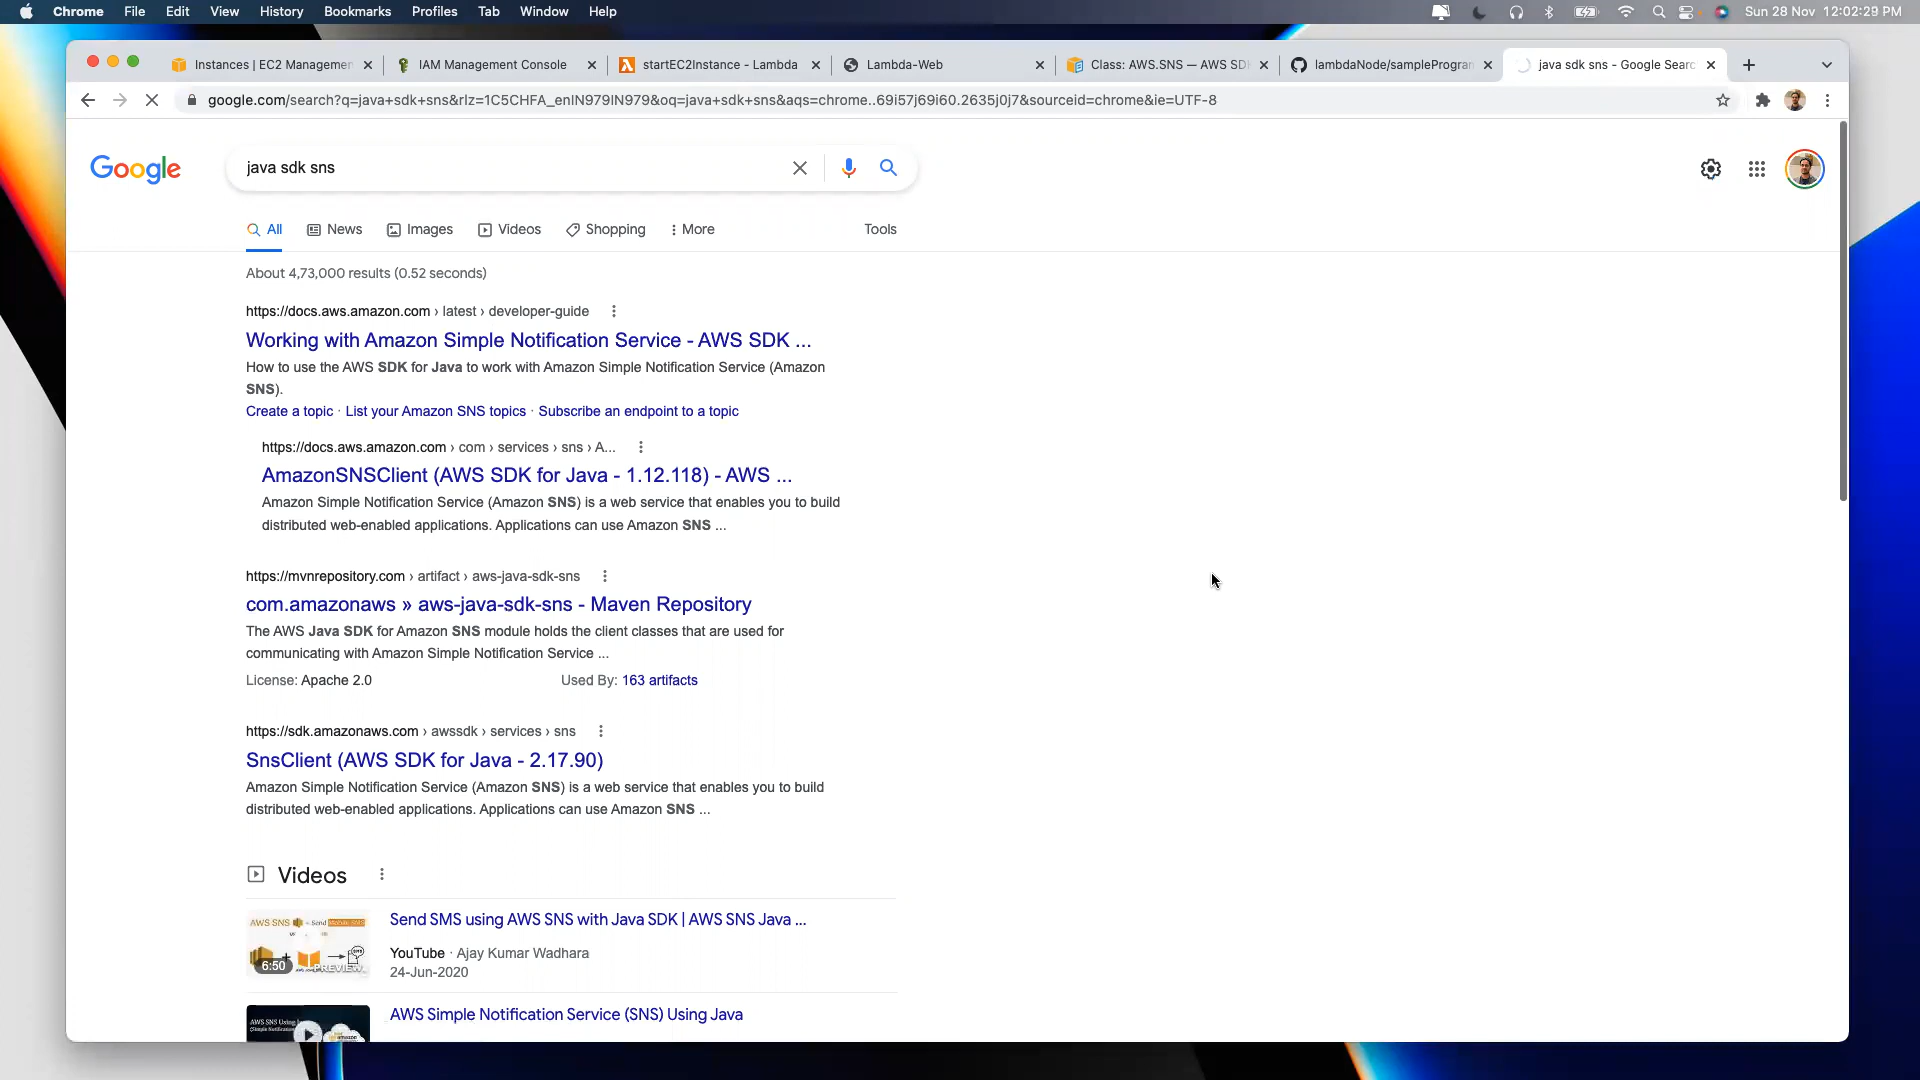 Chrome File Edit View History Bookmarks Profiles Tab Window Help
Sun 28 Nov 12:02:29 PM
Instances | EC2 Managemen
IAM Management Console
startEC2Instance - Lambda
Lambda-Web
Class: AWS.SNS — AWS SD
lambdaNode/sampleProgram
java sdk sns - Google Searc
google.com/search?q=java+sdk+sns&rlz=1C5CHFA_enIN979IN979&oq=java+sdk+sns&aqs=chrome..69i57j69i60.2635j0j7&sourceid=chrome&ie=UTF-8
Google
java sdk sns
All News Images Videos Shopping More Tools
About 4,73,000 results (0.52 seconds)
https://docs.aws.amazon.com › latest › developer-guide
Working with Amazon Simple Notification Service - AWS SDK ...
How to use the AWS SDK for Java to work with Amazon Simple Notification Service (Amazon
SNS).
Create a topic · List your Amazon SNS topics · Subscribe an endpoint to a topic
https://docs.aws.amazon.com › com › services › sns › A...
AmazonSNSClient (AWS SDK for Java - 1.12.118) - AWS ...
Amazon Simple Notification Service (Amazon SNS) is a web service that enables you to build
distributed web-enabled applications. Applications can use Amazon SNS ...
https://mvnrepository.com › artifact › aws-java-sdk-sns
com.amazonaws » aws-java-sdk-sns - Maven Repository
The AWS Java SDK for Amazon SNS module holds the client classes that are used for
communicating with Amazon Simple Notification Service ...
License: Apache 2.0
Used By: 163 artifacts
https://sdk.amazonaws.com › awssdk › services › sns
SnsClient (AWS SDK for Java - 2.17.90)
Amazon Simple Notification Service (Amazon SNS) is a web service that enables you to build
distributed web-enabled applications. Applications can use Amazon SNS ...
Videos
AWS SNS
Send
6:50
PREVIEW
Send SMS using AWS SNS with Java SDK | AWS SNS Java ...
YouTube · Ajay Kumar Wadhara
24-Jun-2020
AWS SNS Using
AWS Simple Notification Service (SNS) Using Java